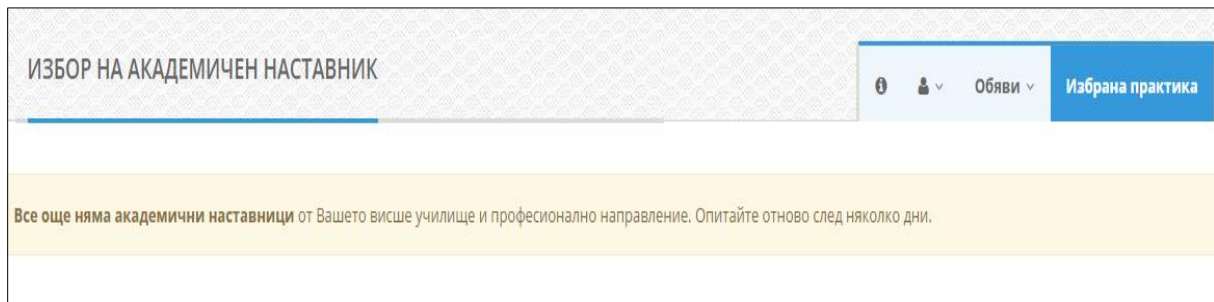 ИЗБОР НА АКАДЕМИЧЕН НАСТАВНИК
Обяви
Избрана практика
Все още няма академични наставници от Вашето висше училище и професионално направление. Опитайте отново след няколко дни.